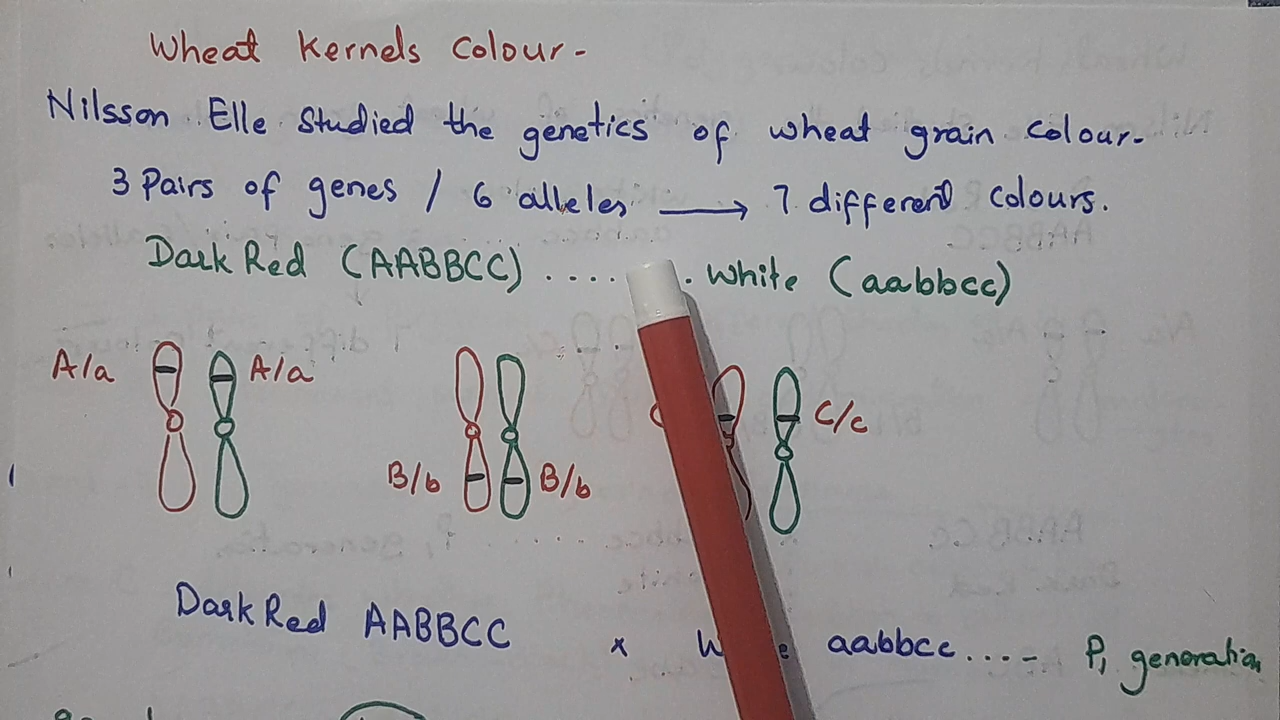 Wheat Kernels Colour -
Nilsson Elle studied the genetics of wheat grain colour.
3 Pairs of genes / 6 alleles → 7 different colours.
Dark Red (AABBCC) ....... White (aabbcc)
A/a A/a C/c
B/b B/b
Dark Red AABBCC x aabbcc .... P1 generation